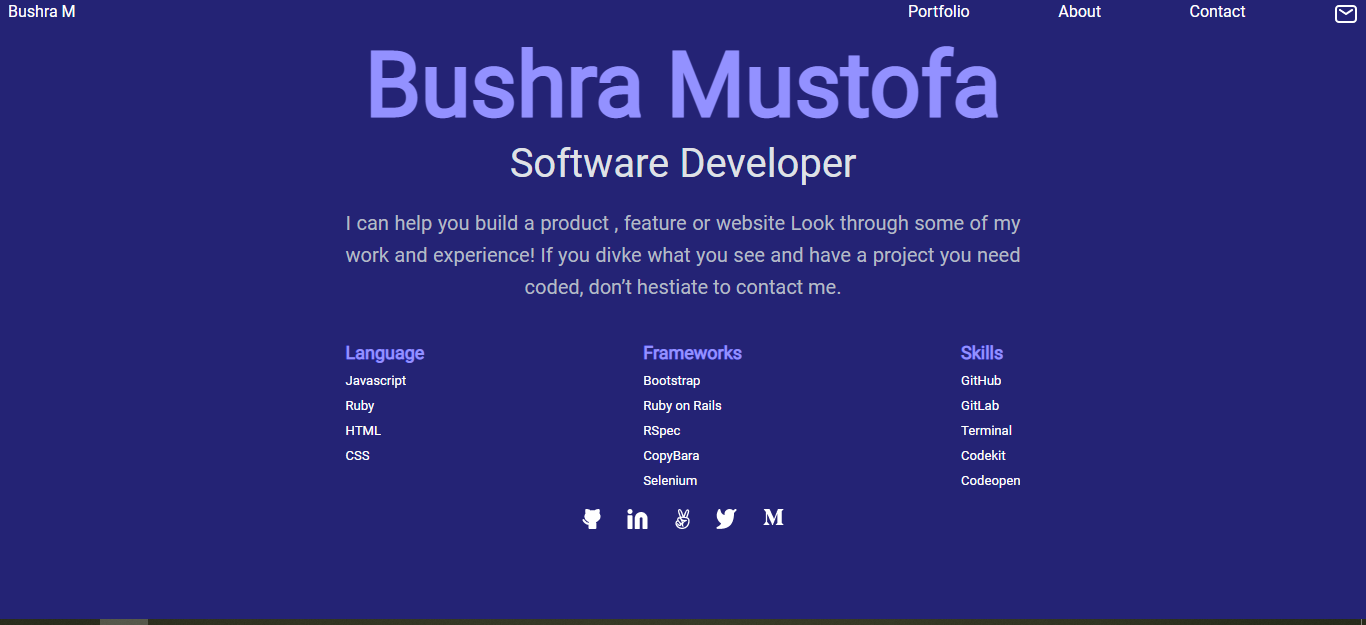 Bushra M
Portfolio
About
Contact
Bushra Mustofa
Software Developer
I can help you build a product , feature or website Look through some of my
work and experience! If you divke what you see and have a project you need
coded, don’t hestiate to contact me.
Language
Javascript
Ruby
HTML
CSS
Frameworks
Bootstrap
Ruby on Rails
RSpec
CopyBara
Selenium
Skills
GitHub
GitLab
Terminal
Codekit
Codeopen
in
M